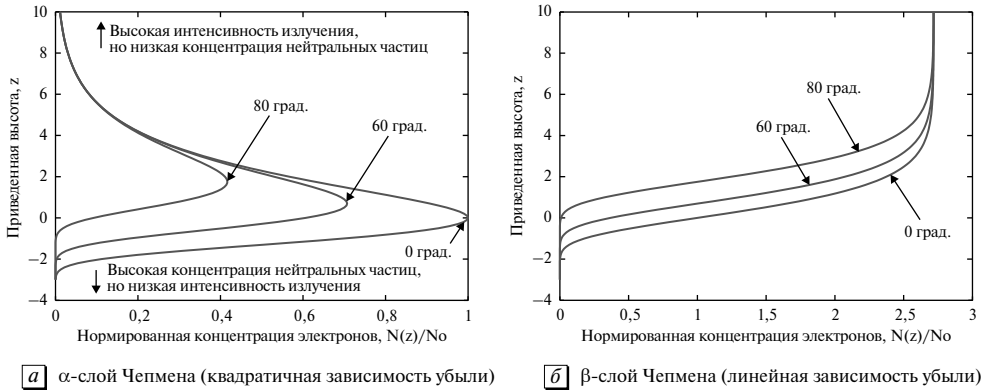 10
8
6
4
2
0
−2
−4
Приведенная высота, z
Высокая интенсивность излучения,
но низкая концентрация нейтральных частиц
80 град.
60 град.
0 град.
Высокая концентрация нейтральных частиц,
но низкая интенсивность излучения
0
0,2
0,4
0,6
0,8
1
Нормированная концентрация электронов, N(z)/No
а α-слой Чепмена (квадратичная зависимость убыли)
10
8
6
4
2
0
−2
−4
Приведенная высота, z
80 град.
60 град.
0 град.
0
0,5
1
1,5
2
2,5
3
Нормированная концентрация электронов, N(z)/No
б β-слой Чепмена (линейная зависимость убыли)